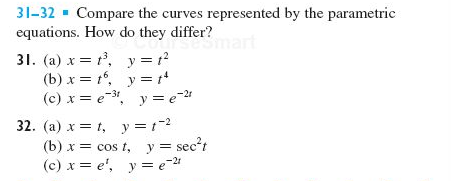 31–32 ▪ Compare the curves represented by the parametric
equations. How do they differ?
31. (a) x = t³, y = t²
(b) x = t⁶, y = t⁴
(c) x = e⁻³ᵗ, y = e⁻²ᵗ
32. (a) x = t, y = t⁻²
(b) x = cos t, y = sec²t
(c) x = eᵗ, y = e⁻²ᵗ